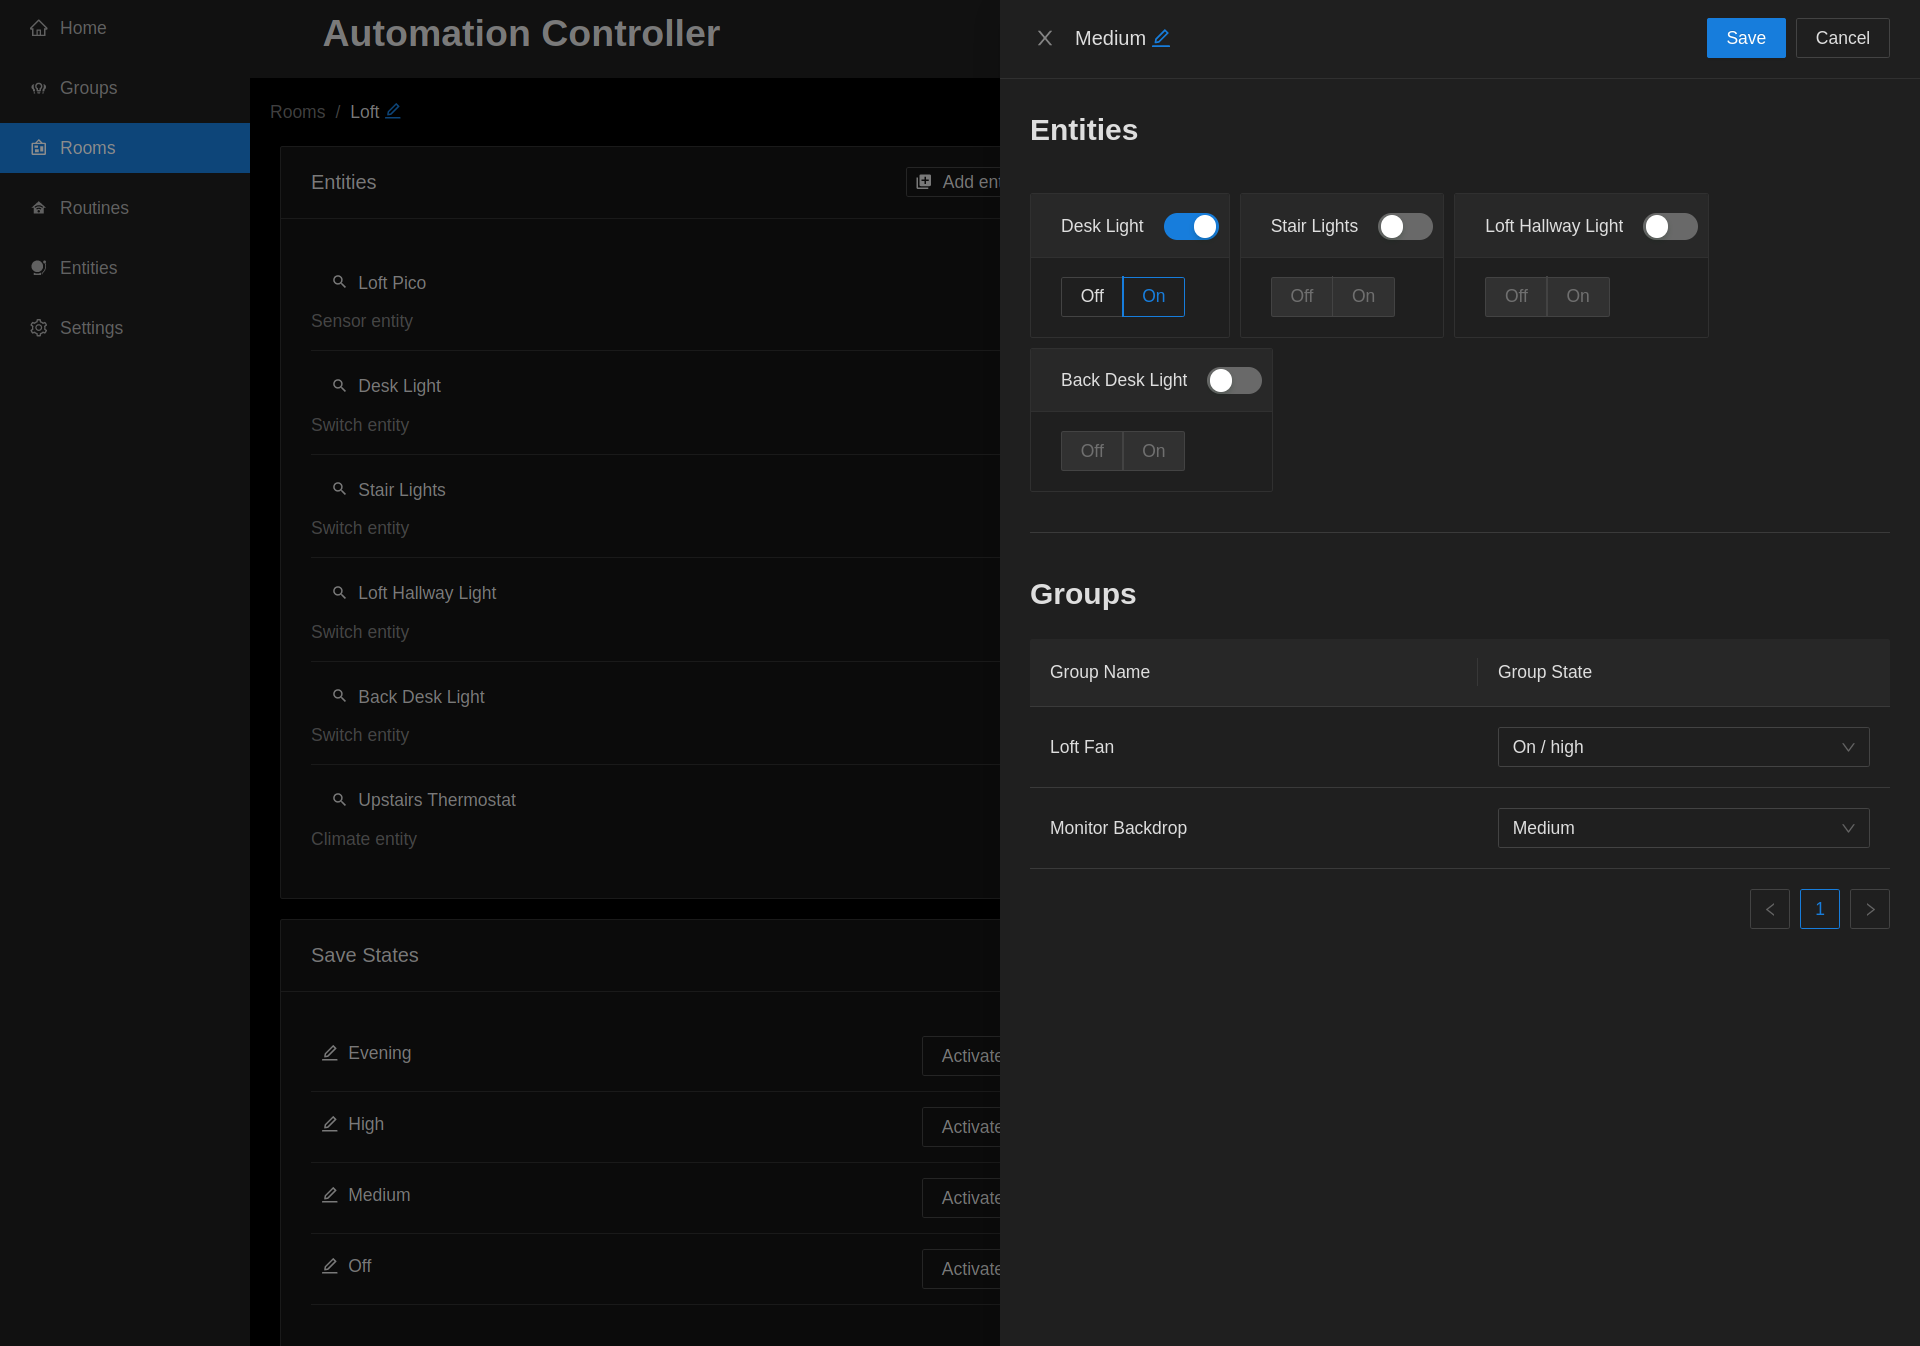 Home
Groups
Rooms
Routines
Entities
Settings
Automation Controller
Rooms / Loft
Entities
Add ent
Loft Pico
Sensor entity
Desk Light
Switch entity
Stair Lights
Switch entity
Loft Hallway Light
Switch entity
Back Desk Light
Switch entity
Upstairs Thermostat
Climate entity
Save States
Evening
Activate
High
Activate
Medium
Activate
Off
Activate
Medium
Save
Cancel
Entities
Desk Light
Off On
Stair Lights
Off On
Loft Hallway Light
Off On
Back Desk Light
Off On
Groups
Group Name
Group State
Loft Fan
On / high
Monitor Backdrop
Medium
1